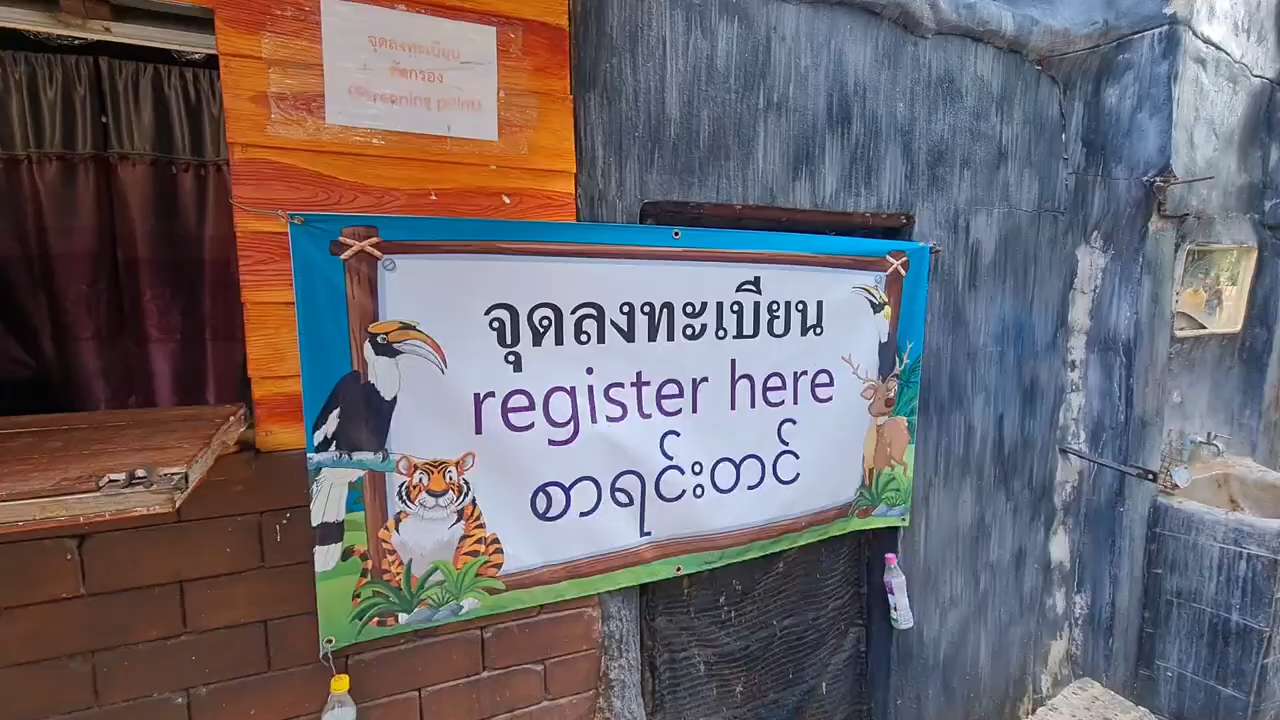 จุดลงทะเบียน
คัดกรอง
(Screening point)
จุดลงทะเบียน
register here
စာရင်းတင်